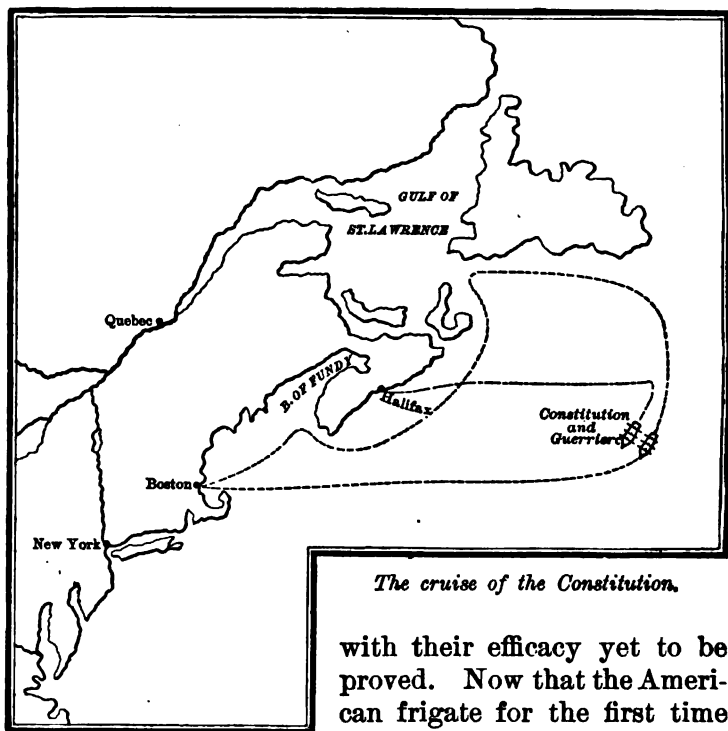 GULF OF
ST. LAWRENCE
Quebec
B. OF FUNDY
Halifax
Constitution
and
Guerriere
Boston
New York
The cruise of the Constitution.
with their efficacy yet to be
proved. Now that the Ameri-
can frigate for the first time